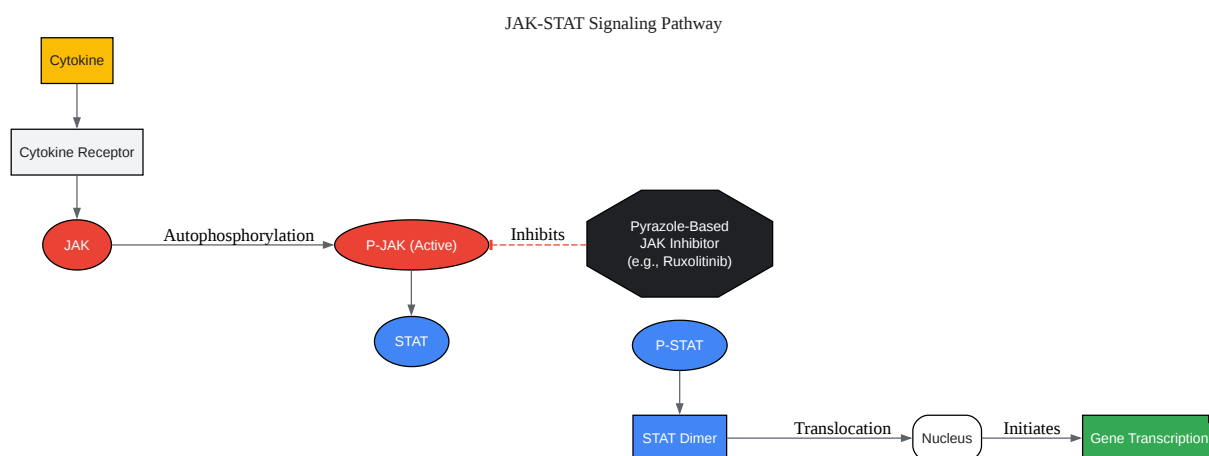 JAK-STAT Signaling Pathway
Cytokine
Cytokine Receptor
JAK
Autophosphorylation
P-JAK (Active)
Inhibits
Pyrazole-Based
JAK Inhibitor
(e.g., Ruxolitinib)
STAT
P-STAT
STAT Dimer
Translocation
Nucleus
Initiates
Gene Transcription